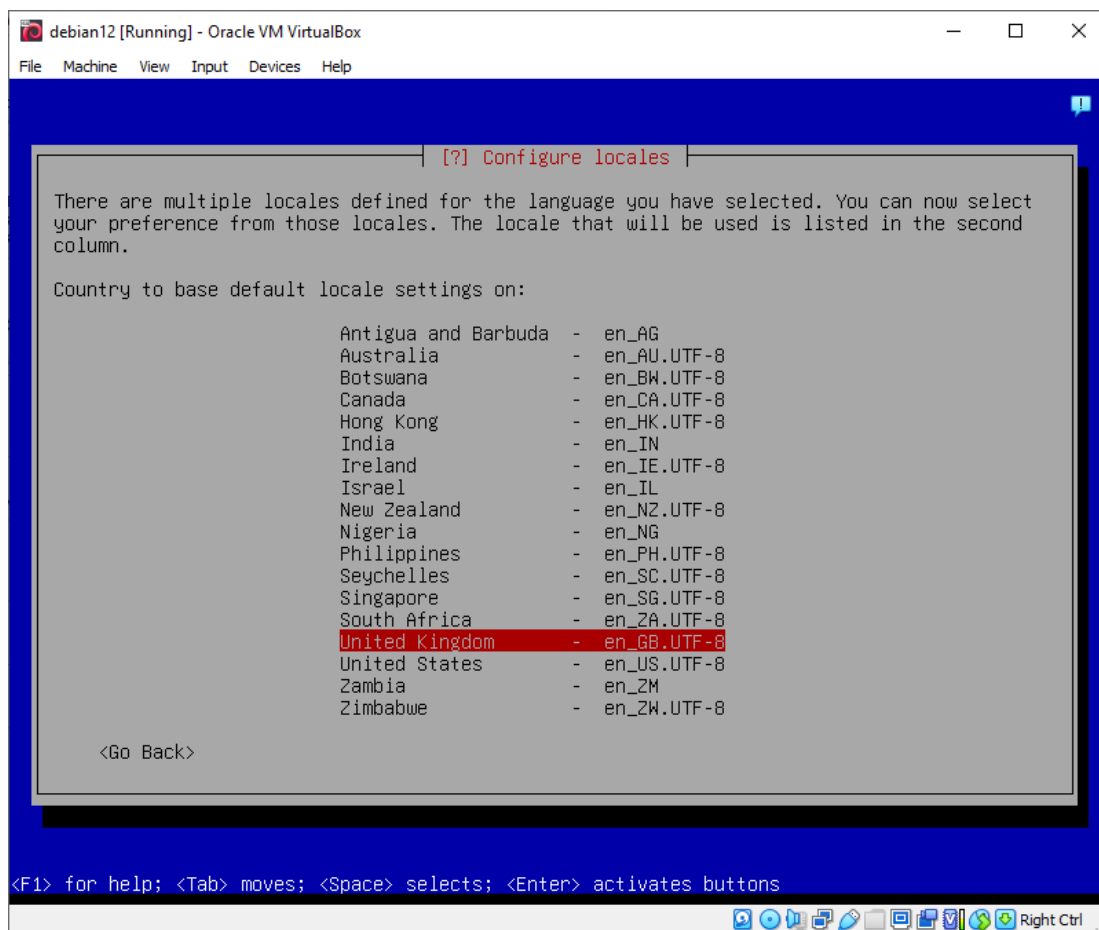 debian12 [Running] - Oracle VM VirtualBox
File Machine View Input Devices Help
[?] Configure locales
There are multiple locales defined for the language you have selected. You can now select
your preference from those locales. The locale that will be used is listed in the second
column.
Country to base default locale settings on:
Antigua and Barbuda - en_AG
Australia - en_AU.UTF-8
Botswana - en_BW.UTF-8
Canada - en_CA.UTF-8
Hong Kong - en_HK.UTF-8
India - en_IN
Ireland - en_IE.UTF-8
Israel - en_IL
New Zealand - en_NZ.UTF-8
Nigeria - en_NG
Philippines - en_PH.UTF-8
Seychelles - en_SC.UTF-8
Singapore - en_SG.UTF-8
South Africa - en_ZA.UTF-8
United Kingdom - en_GB.UTF-8
United States - en_US.UTF-8
Zambia - en_ZM
Zimbabwe - en_ZW.UTF-8
<Go Back>
<F1> for help; <Tab> moves; <Space> selects; <Enter> activates buttons
Right Ctrl